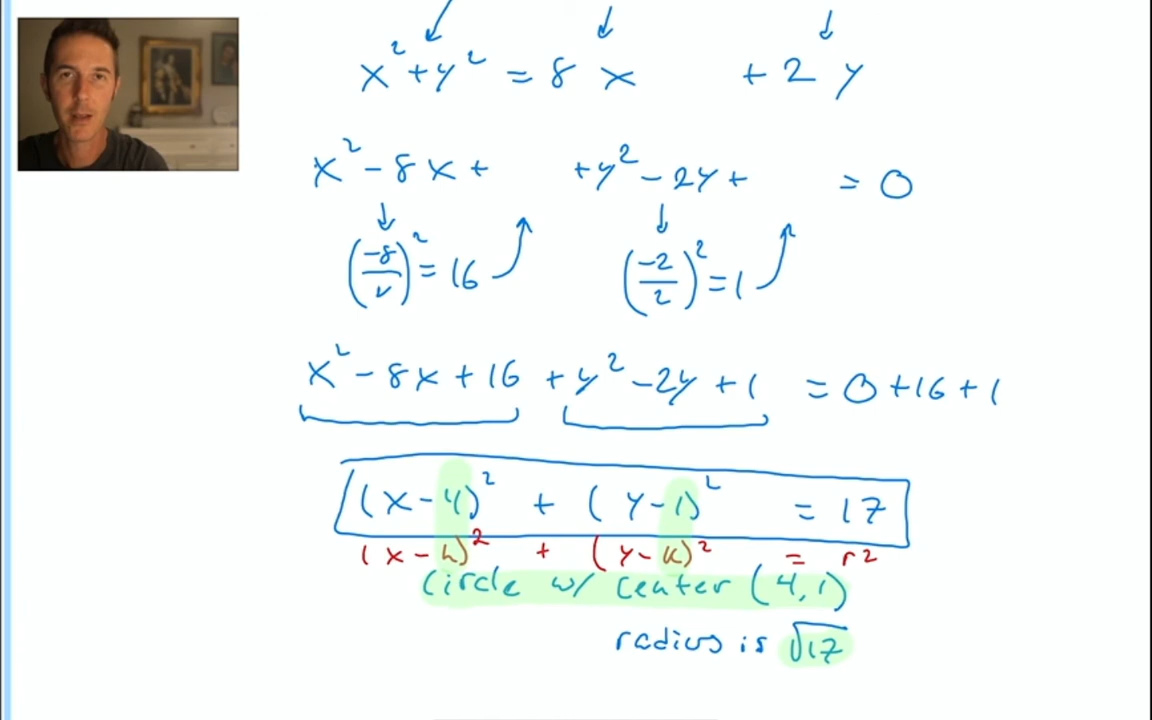 x² + y² = 8 x + 2 y
x² - 8x + + y² - 2y + = 0
(-8/2)² = 16 (-2/2)² = 1
x² - 8x + 16 + y² - 2y + 1 = 0 + 16 + 1
(x - 4)² + (y - 1)² = 17
(x - h)² + (y - k)² = r²
circle w/ center (4,1)
radius is √17